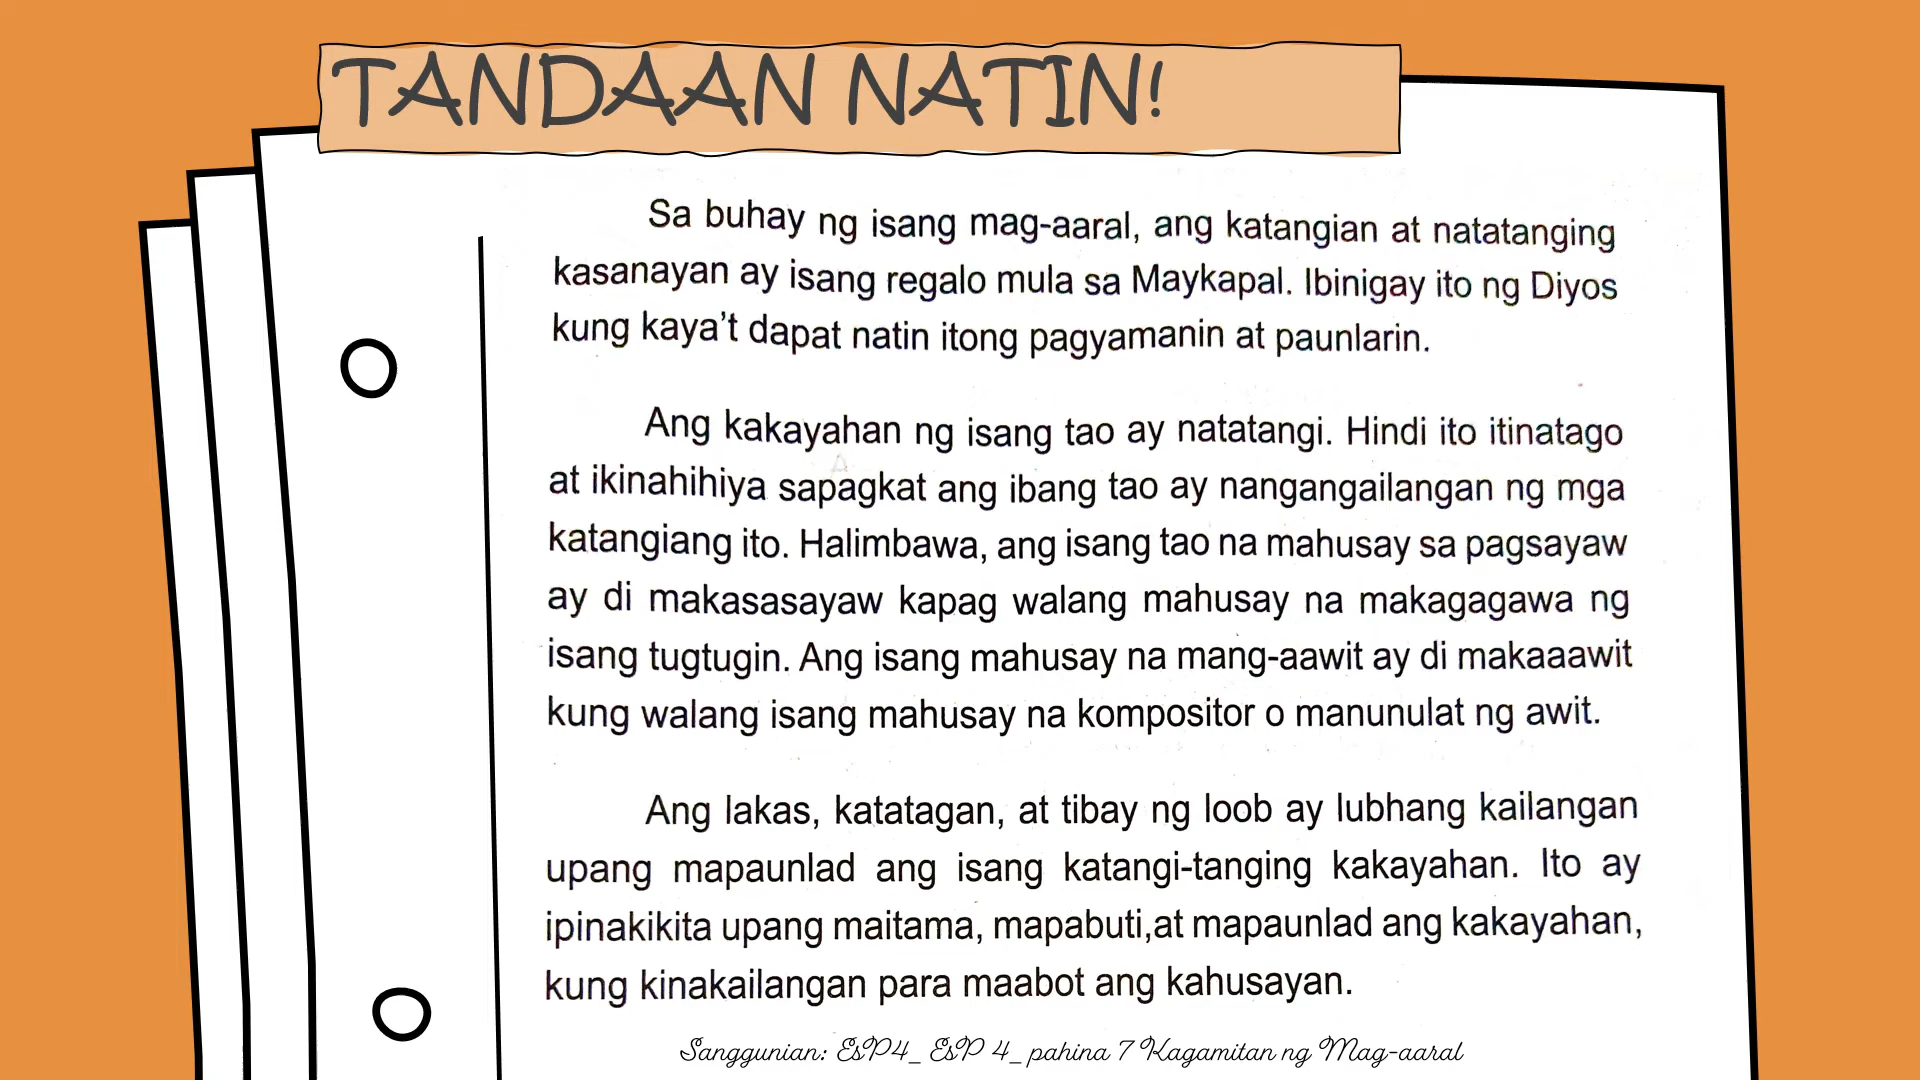 TANDAAN NATIN!
Sa buhay ng isang mag-aaral, ang katangian at natatanging
kasanayan ay isang regalo mula sa Maykapal. Ibinigay ito ng Diyos
kung kaya't dapat natin itong pagyamanin at paunlarin.
Ang kakayahan ng isang tao ay natatangi. Hindi ito itinatago
at ikinahihiya sapagkat ang ibang tao ay nangangailangan ng mga
katangiang ito. Halimbawa, ang isang tao na mahusay sa pagsayaw
ay di makasasayaw kapag walang mahusay na makagagawa ng
isang tugtugin. Ang isang mahusay na mang-aawit ay di makaaawit
kung walang isang mahusay na kompositor o manunulat ng awit.
Ang lakas, katatagan, at tibay ng loob ay lubhang kailangan
upang mapaunlad ang isang katangi-tanging kakayahan. Ito ay
ipinakikita upang maitama, mapabuti,at mapaunlad ang kakayahan,
kung kinakailangan para maabot ang kahusayan.
Sanggunian: EsP4_ EsP 4_ pahina 7 Kagamitan ng Mag-aaral